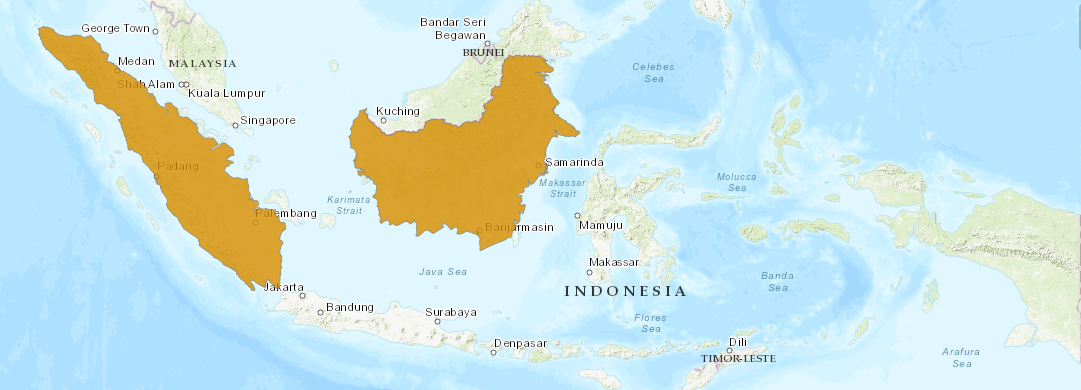 George Town
Medan
MALAYSIA
Shah Alam
Kuala Lumpur
Singapore
Padang
Palembang
Jakarta
Bandung
Surabaya
Denpasar
Bandar Seri
Begawan
BRUNEI
Kuching
Karimata
Strait
Java Sea
Banjarmasin
Samarinda
Makassar
Strait
Mamuju
Makassar
INDONESIA
Celebes
Sea
Molucca
Sea
Banda
Sea
Flores
Sea
Dili
TIMOR-LESTE
Arafura
Sea